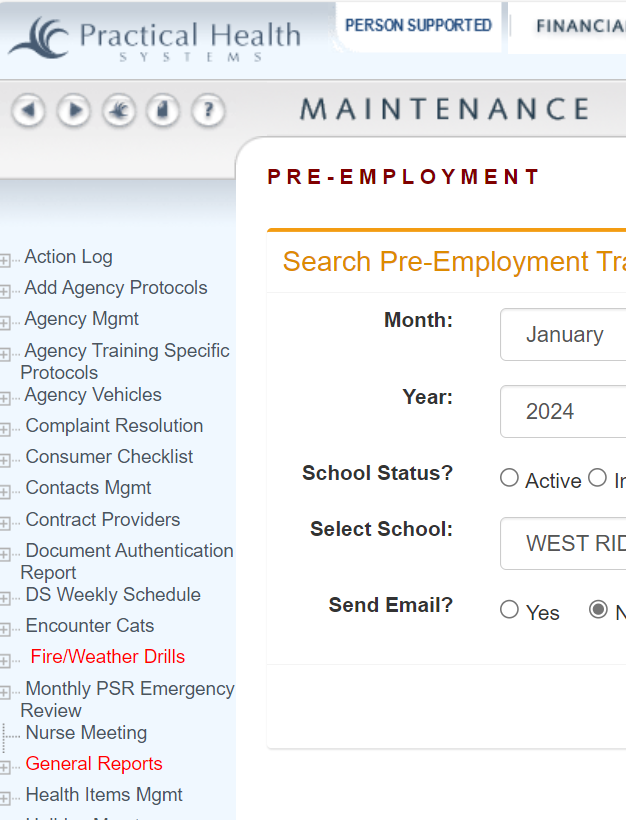 Practical Health
SYSTEMS
PERSON SUPPORTED
FINANCIA
?
MAINTENANCE
PRE-EMPLOYMENT
Action Log
Add Agency Protocols
Agency Mgmt
Agency Training Specific
Protocols
Agency Vehicles
Complaint Resolution
Consumer Checklist
Contacts Mgmt
Contract Providers
Document Authentication
Report
DS Weekly Schedule
Encounter Cats
Fire/Weather Drills
Monthly PSR Emergency
Review
Nurse Meeting
General Reports
Health Items Mgmt
Search Pre-Employment Tra
Month: January
Year: 2024
School Status? Active In
Select School: WEST RID
Send Email? Yes N